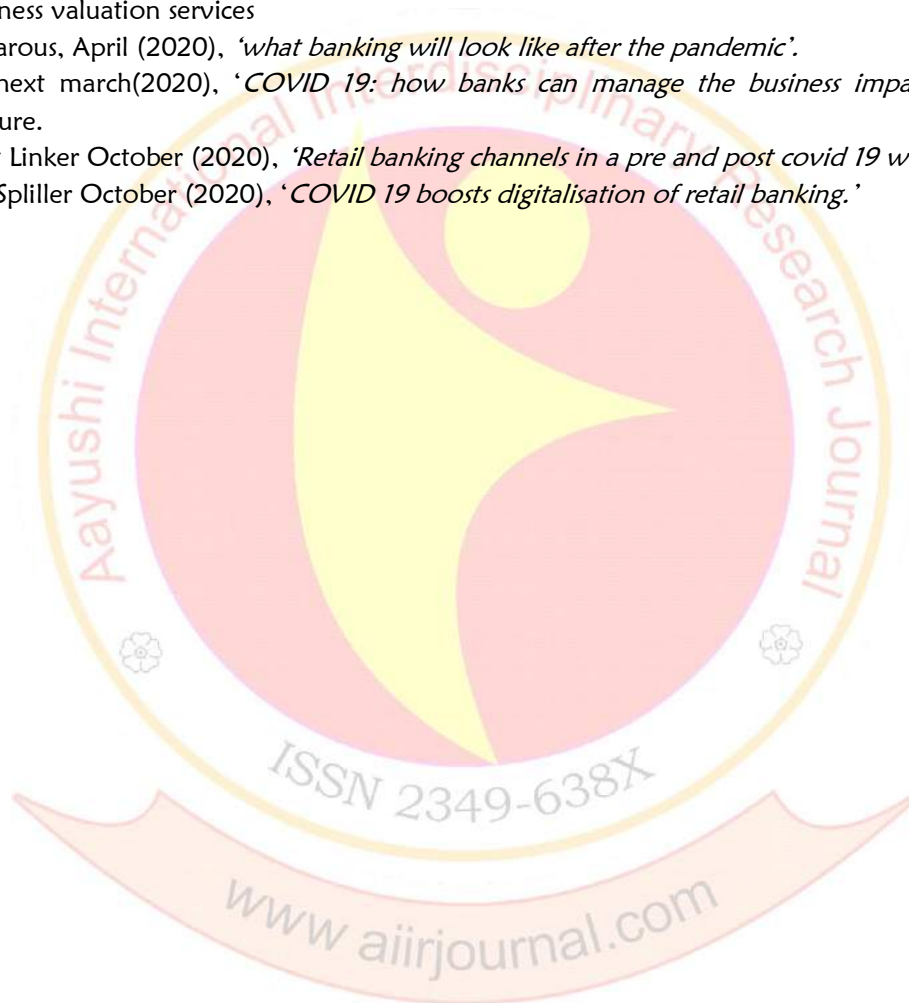 ness valuation services
arous, April (2020), ‘what banking will look like after the pandemic’.
next march(2020), ‘COVID 19: how banks can manage the business impa
ure.
Linker October (2020), ‘Retail banking channels in a pre and post covid 19 w
Spliller October (2020), ‘COVID 19 boosts digitalisation of retail banking.’
Aayushi International Interdisciplinary Research Journal
ISSN 2349-638X
www aiirjournal.com